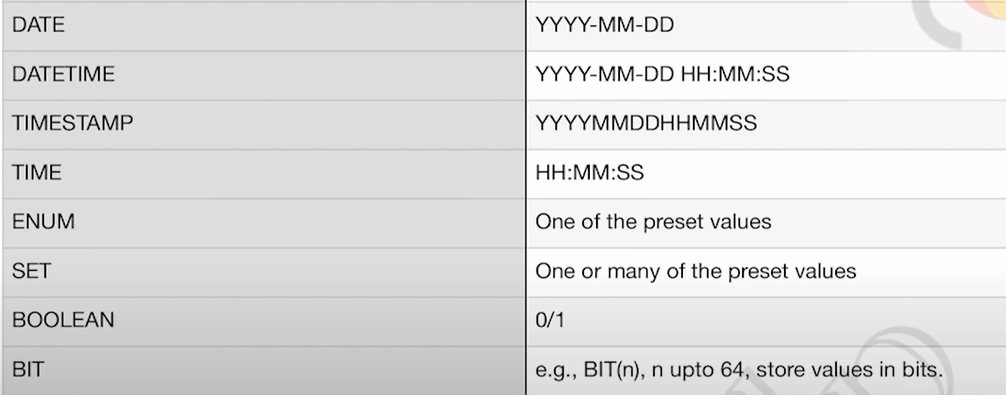 DATE YYYY-MM-DD
DATETIME YYYY-MM-DD HH:MM:SS
TIMESTAMP YYYYMMDDHHMMSS
TIME HH:MM:SS
ENUM One of the preset values
SET One or many of the preset values
BOOLEAN 0/1
BIT e.g., BIT(n), n upto 64, store values in bits.